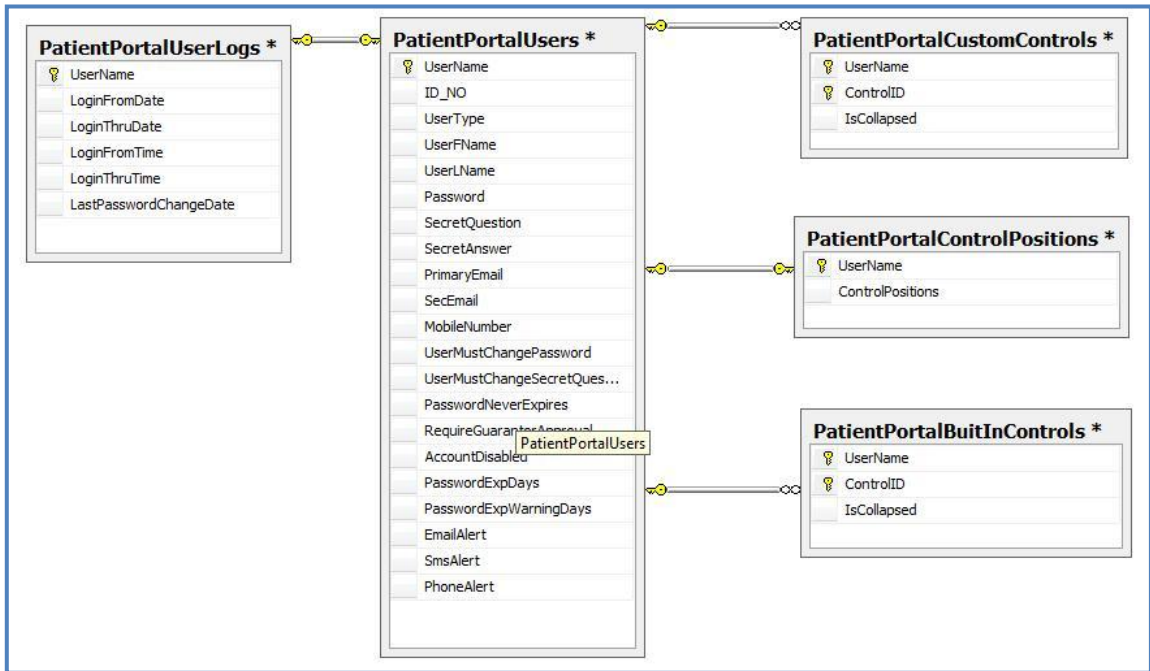 PatientPortalUserLogs *
UserName
LoginFromDate
LoginThruDate
LoginFromTime
LoginThruTime
LastPasswordChangeDate
PatientPortalUsers *
UserName
ID_NO
UserType
UserFName
UserLName
Password
SecretQuestion
SecretAnswer
PrimaryEmail
SecEmail
MobileNumber
UserMustChangePassword
UserMustChangeSecretQues...
PasswordNeverExpires
RequireGuarantorApproval
PatientPortalUsers
AccountDisabled
PasswordExpDays
PasswordExpWarningDays
EmailAlert
SmsAlert
PhoneAlert
PatientPortalCustomControls *
UserName
ControlID
IsCollapsed
PatientPortalControlPositions *
UserName
ControlPositions
PatientPortalBuitInControls *
UserName
ControlID
IsCollapsed